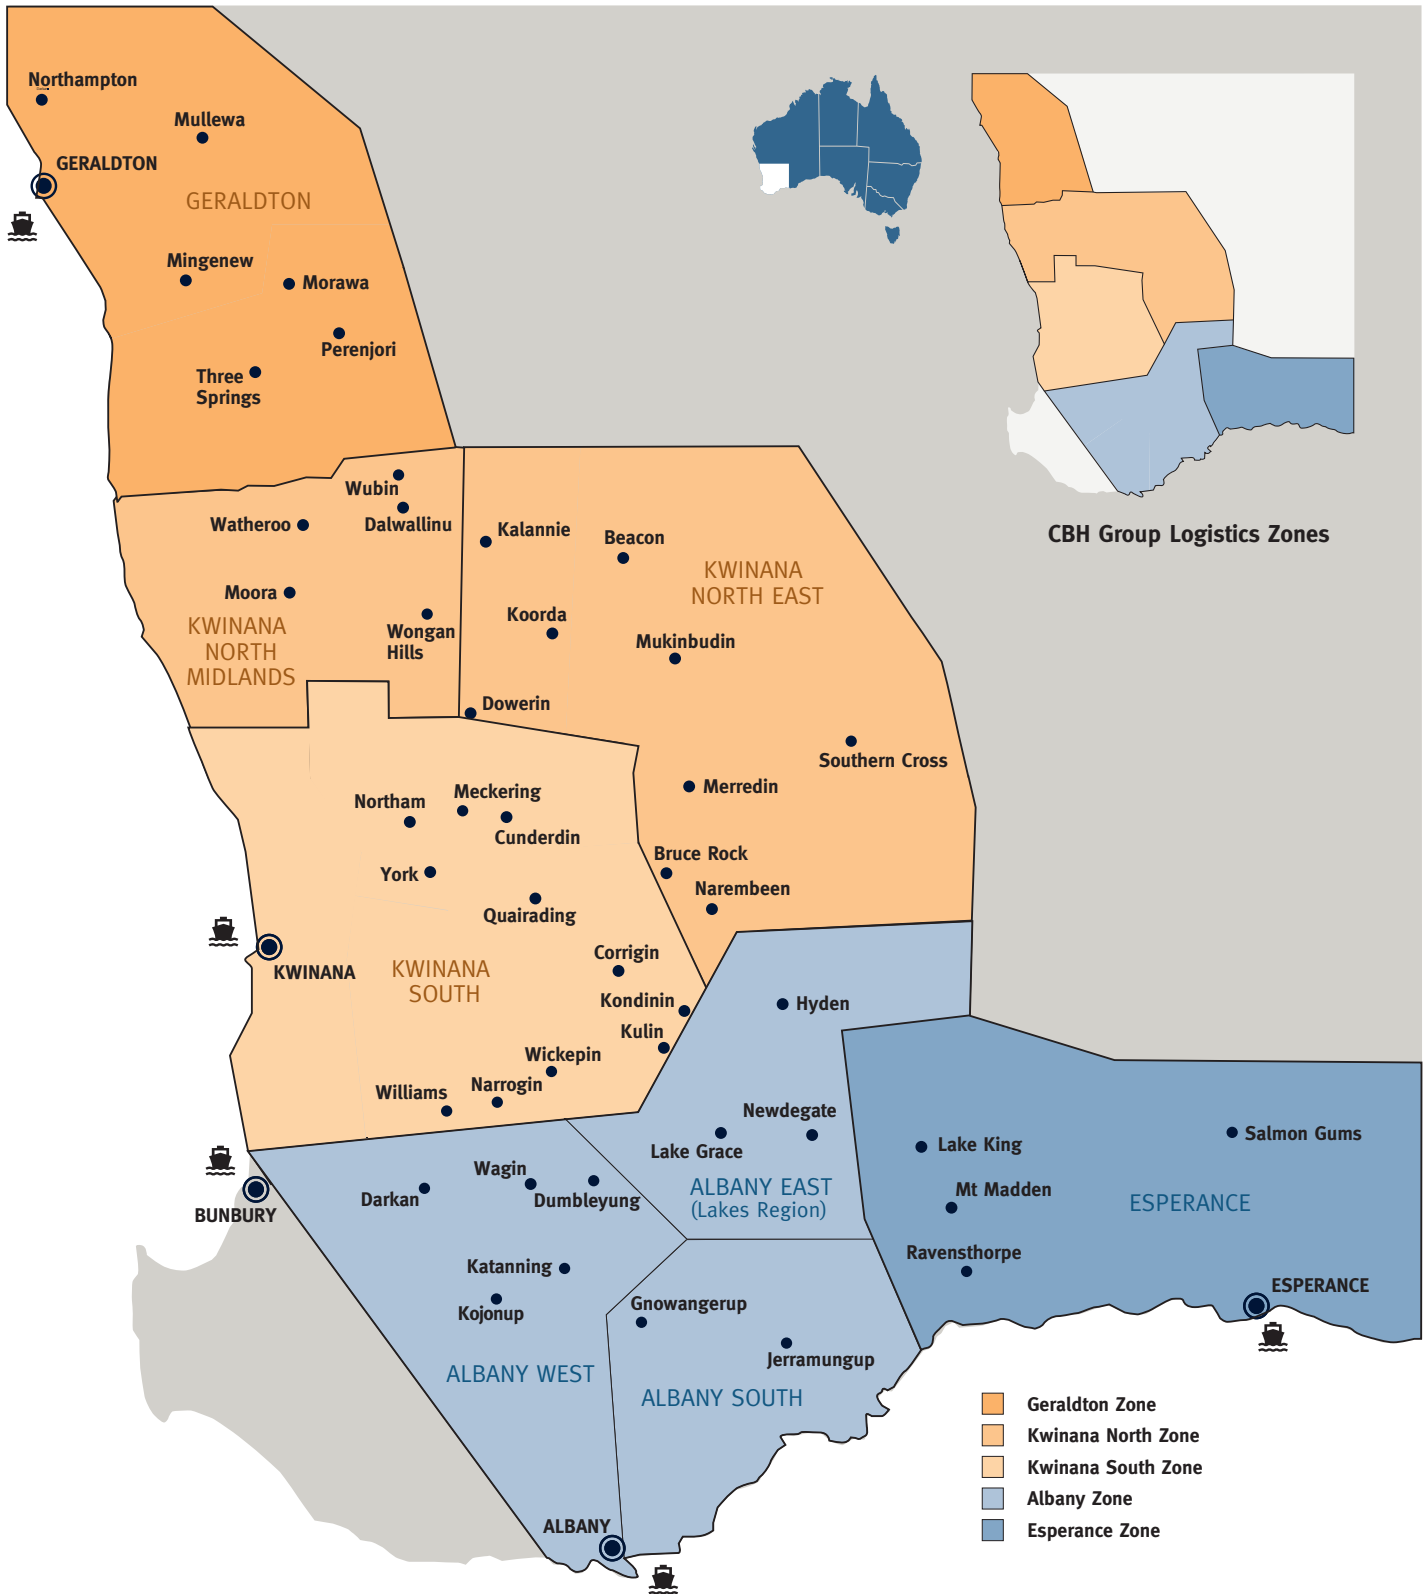 Northampton
Mullewa
GERALDTON
GERALDTON
Mingenew
Morawa
Perenjori
Three
Springs
Wubin
Dalwallinu
Watheroo
Moora
Wongan
Hills
KWINANA
NORTH
MIDLANDS
Kalannie
Beacon
KWINANA
NORTH EAST
Koorda
Mukinbudin
Dowerin
Southern Cross
Merredin
Bruce Rock
Narembeen
CBH Group Logistics Zones
Northam
Meckering
Cunderdin
York
Quairading
Corrigin
KWINANA
KWINANA
SOUTH
Kondinin
Kulin
Wickepin
Narrogin
Williams
Hyden
Newdegate
Lake Grace
ALBANY EAST
(Lakes Region)
Lake King
Salmon Gums
Mt Madden
ESPERANCE
Ravensthorpe
ESPERANCE
BUNBURY
Wagin
Darkan
Dumbleyung
Katanning
Kojonup
Gnowangerup
Jerramungup
ALBANY WEST
ALBANY SOUTH
ALBANY
Geraldton Zone
Kwinana North Zone
Kwinana South Zone
Albany Zone
Esperance Zone